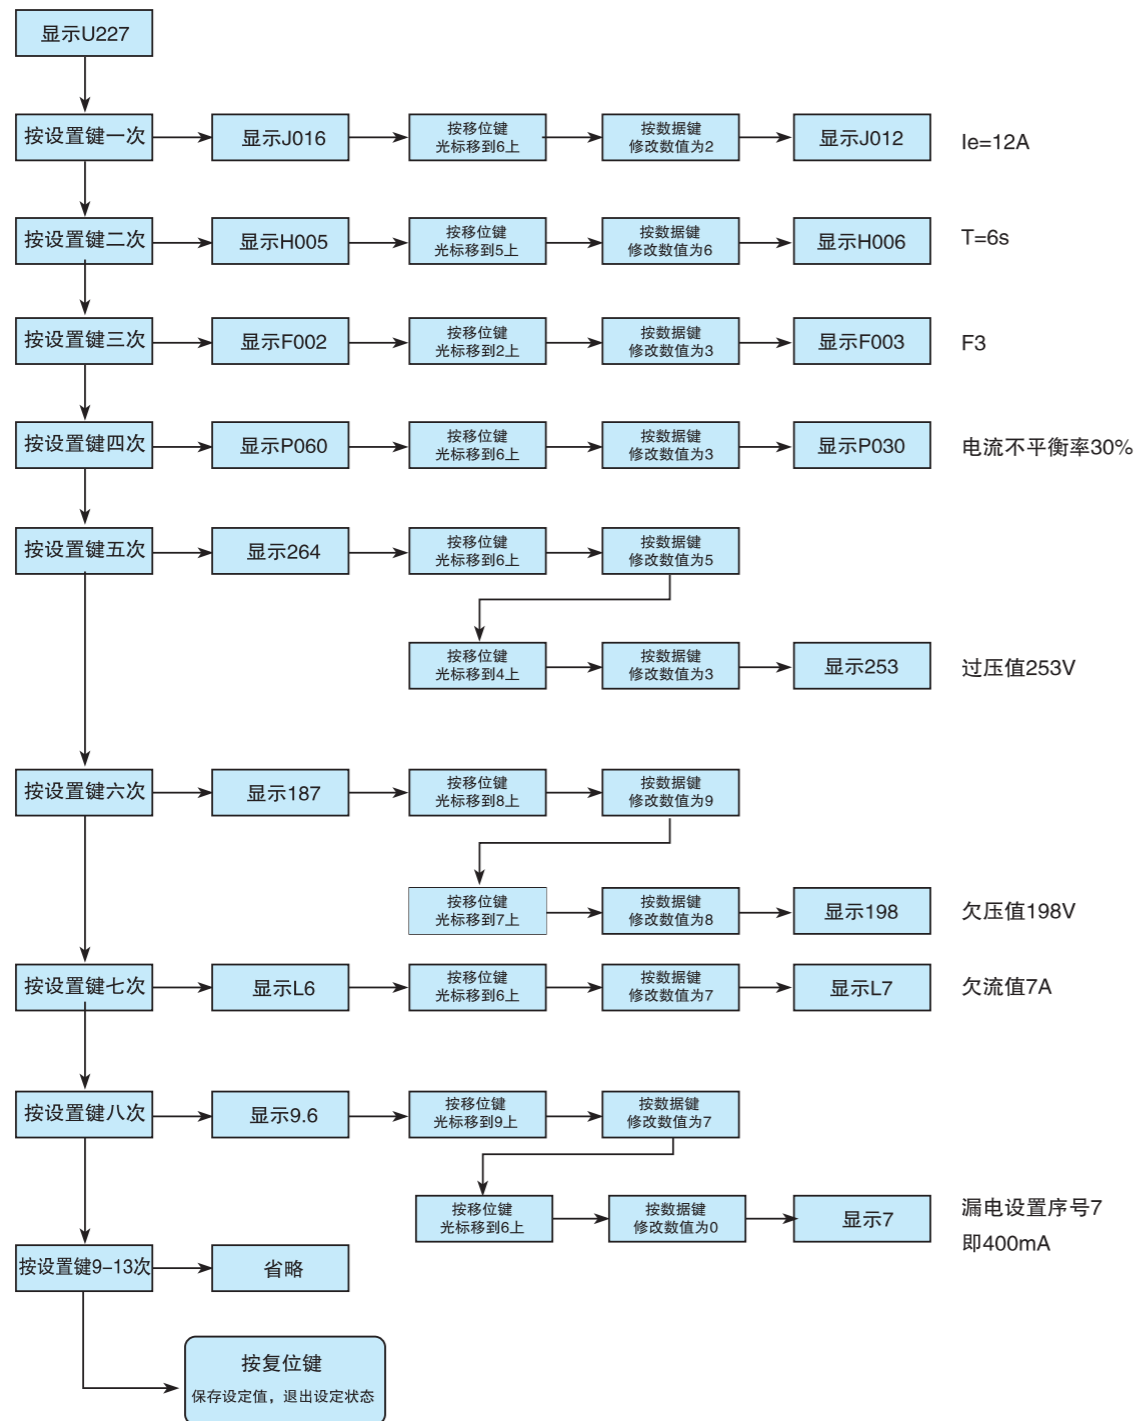 显示U227
按设置键一次
显示J016
按移位键
光标移到6上
按数据键
修改数值为2
显示J012
Ie=12A
按设置键二次
显示H005
按移位键
光标移到5上
按数据键
修改数值为6
显示H006
T=6s
按设置键三次
显示F002
按移位键
光标移到2上
按数据键
修改数值为3
显示F003
F3
按设置键四次
显示P060
按移位键
光标移到6上
按数据键
修改数值为3
显示P030
电流不平衡率30%
按设置键五次
显示264
按移位键
光标移到6上
按数据键
修改数值为5
按移位键
光标移到4上
按数据键
修改数值为3
显示253
过压值253V
按设置键六次
显示187
按移位键
光标移到8上
按数据键
修改数值为9
按移位键
光标移到7上
按数据键
修改数值为8
显示198
欠压值198V
按设置键七次
显示L6
按移位键
光标移到6上
按数据键
修改数值为7
显示L7
欠流值7A
按设置键八次
显示9.6
按移位键
光标移到9上
按数据键
修改数值为7
按移位键
光标移到6上
按数据键
修改数值为0
显示7
漏电设置序号7
即400mA
按设置键9-13次
省略
按复位键
保存设定值，退出设定状态